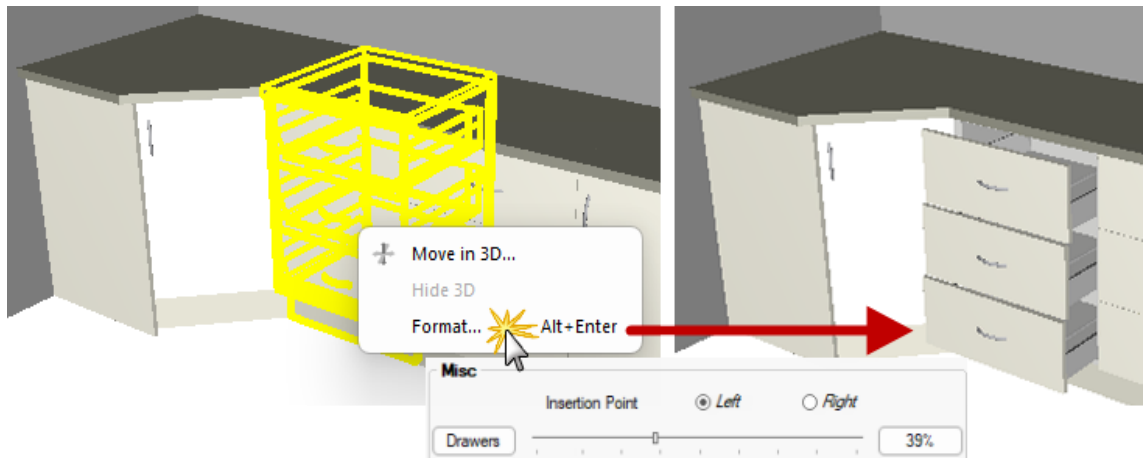 Move in 3D...
Hide 3D
Format... Alt+Enter
Misc
Insertion Point Left Right
Drawers 39%